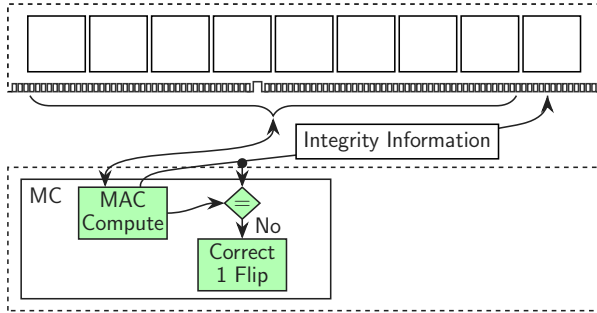 Integrity Information
MC
MAC
Compute
=
No
Correct
1 Flip